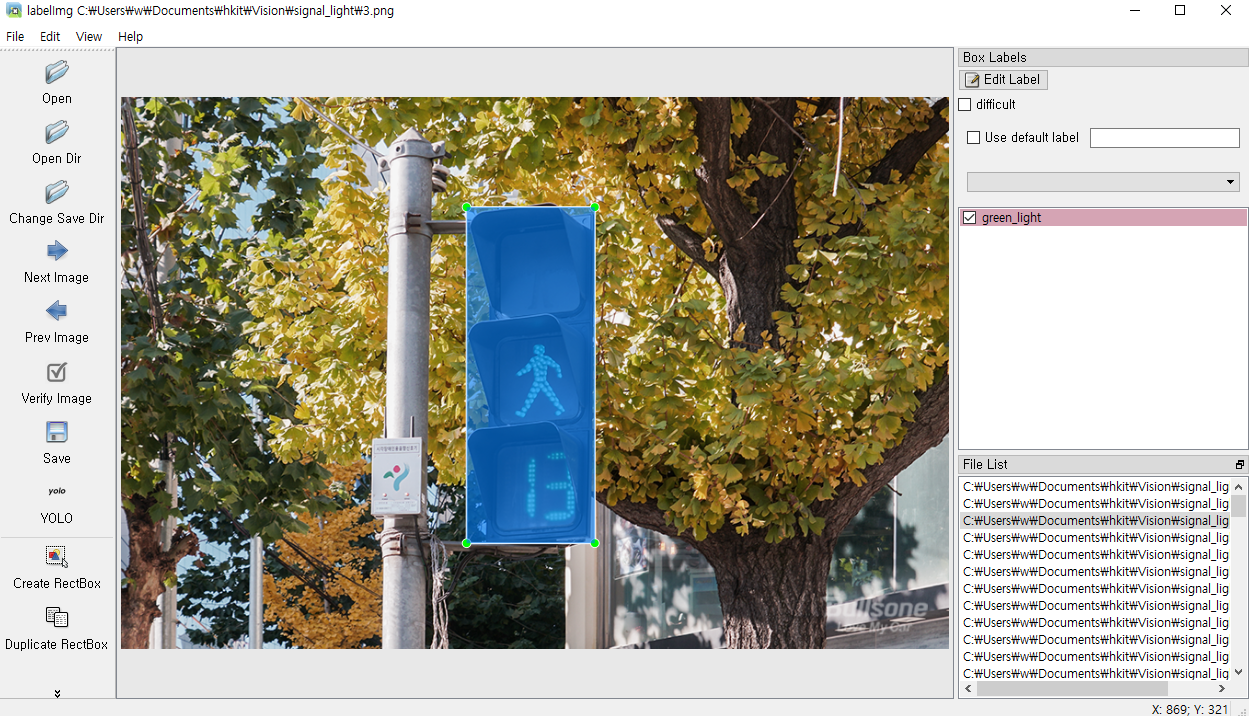 labelImg C:₩Users₩w₩Documents₩hkit₩Vision₩signal_light₩3.png
File Edit View Help
Open
Open Dir
Change Save Dir
Next Image
Prev Image
Verify Image
Save
yolo
YOLO
Create RectBox
Duplicate RectBox
13
My Car
Box Labels
Edit Label
difficult
Use default label
green_light
File List
C:₩Users₩w₩Documents₩hkit₩Vision₩signal_lig
C:₩Users₩w₩Documents₩hkit₩Vision₩signal_lig
C:₩Users₩w₩Documents₩hkit₩Vision₩signal_lig
C:₩Users₩w₩Documents₩hkit₩Vision₩signal_lig
C:₩Users₩w₩Documents₩hkit₩Vision₩signal_lig
C:₩Users₩w₩Documents₩hkit₩Vision₩signal_lig
C:₩Users₩w₩Documents₩hkit₩Vision₩signal_lig
C:₩Users₩w₩Documents₩hkit₩Vision₩signal_lig
C:₩Users₩w₩Documents₩hkit₩Vision₩signal_lig
C:₩Users₩w₩Documents₩hkit₩Vision₩signal_lig
C:₩Users₩w₩Documents₩hkit₩Vision₩signal_lig
C:₩Users₩w₩Documents₩hkit₩Vision₩signal_lig
X: 869; Y: 321